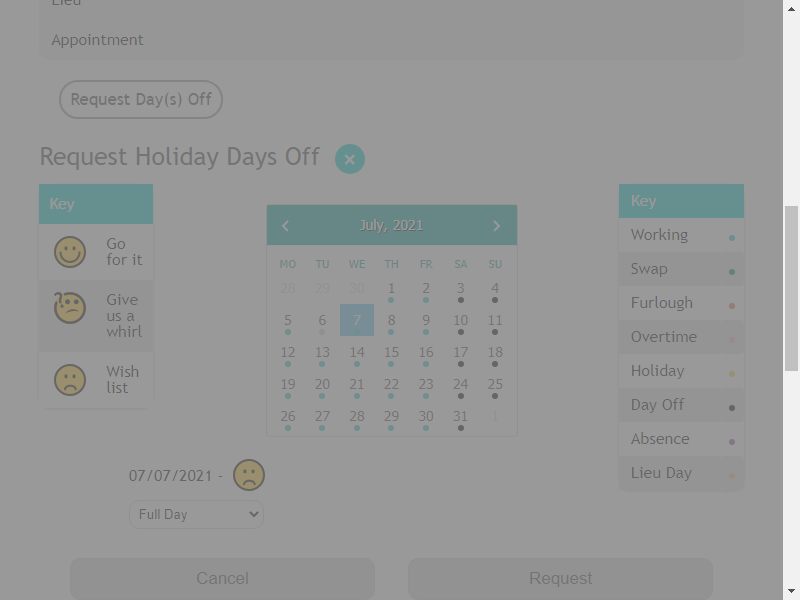 Lieu
Appointment
Request Day(s) Off
Request Holiday Days Off
Key
Go
for it
Give
us a
whirl
Wish
list
July, 2021
MO TU WE TH FR SA SU
28 29 30 1 2 3 4
5 6 7 8 9 10 11
12 13 14 15 16 17 18
19 20 21 22 23 24 25
26 27 28 29 30 31 1
Key
Working
Swap
Furlough
Overtime
Holiday
Day Off
Absence
Lieu Day
07/07/2021 -
Full Day
Cancel
Request